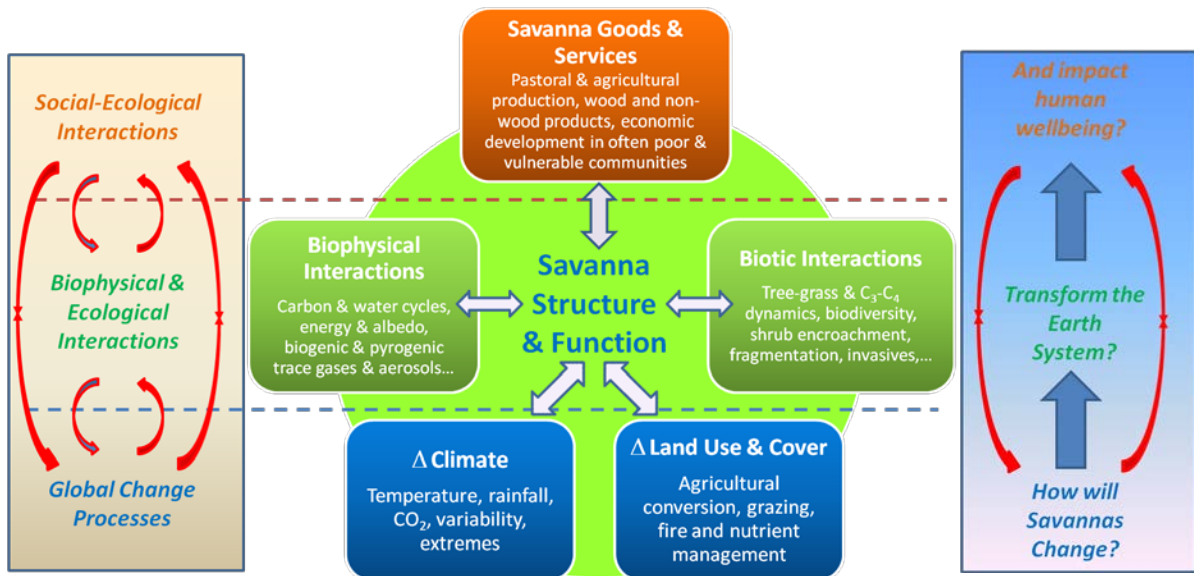 Social-Ecological
Interactions
Biophysical &
Ecological
Interactions
Global Change
Processes
Savanna Goods &
Services
Pastoral & agricultural
production, wood and non-
wood products, economic
development in often poor &
vulnerable communities
Biophysical
Interactions
Carbon & water cycles,
energy & albedo,
biogenic & pyrogenic
trace gases & aerosols...
Savanna
Structure
& Function
Biotic Interactions
Tree-grass & C₃-C₄
dynamics, biodiversity,
shrub encroachment,
fragmentation, invasives,...
Δ Climate
Temperature, rainfall,
CO₂, variability,
extremes
Δ Land Use & Cover
Agricultural
conversion, grazing,
fire and nutrient
management
And impact
human
wellbeing?
Transform the
Earth
System?
How will
Savannas
Change?